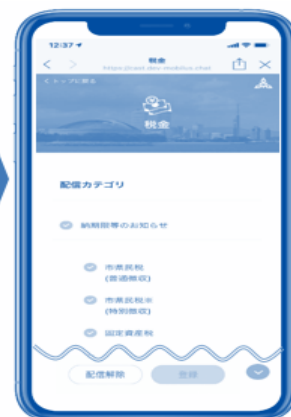 12:37
税金
https://cast.dev-mobilus.chat
< トップに戻る
税金
配信カテゴリ
納期限等のお知らせ
市県民税
(普通徴収)
市県民税※
(特別徴収)
固定資産税
配信解除
登録